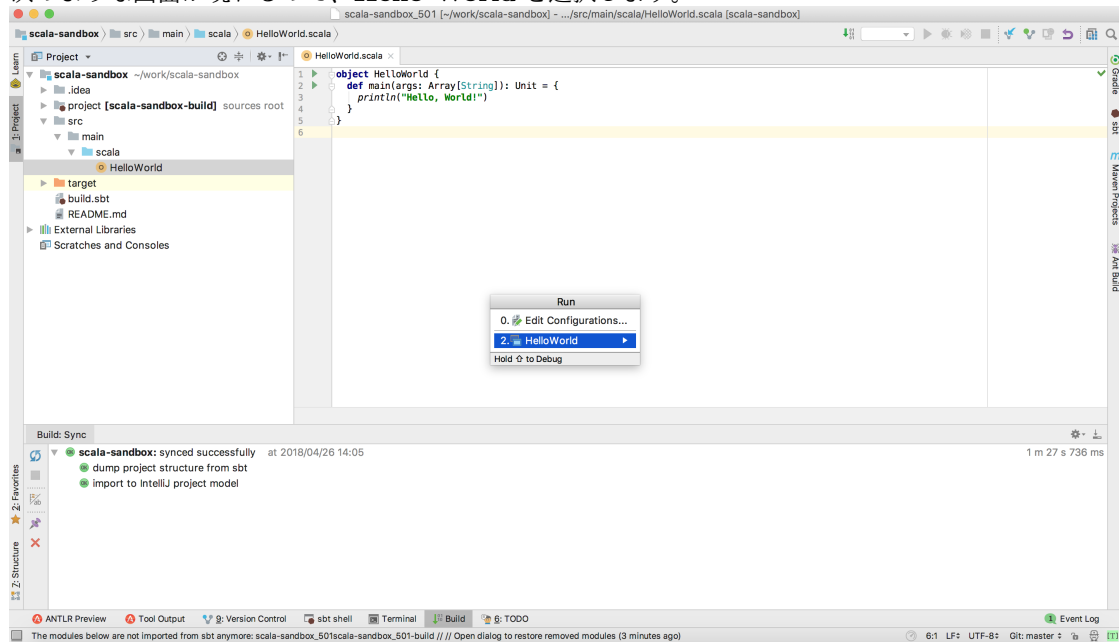 scala-sandbox_501 [~/work/scala-sandbox] - .../src/main/scala/HelloWorld.scala [scala-sandbox]
scala-sandbox
src
main
scala
HelloWorld.scala
Learn
1: Project
2: Favorites
7: Structure
Project
scala-sandbox ~/work/scala-sandbox
.idea
project [scala-sandbox-build] sources root
src
main
scala
HelloWorld
target
build.sbt
README.md
External Libraries
Scratches and Consoles
HelloWorld.scala
1 object HelloWorld {
2 def main(args: Array[String]): Unit = {
3 println("Hello, World!")
4 }
5 }
6
Run
0. Edit Configurations...
2. HelloWorld
Hold ⇧ to Debug
Gradle
sbt
Maven Projects
Ant Build
Build: Sync
scala-sandbox: synced successfully at 2018/04/26 14:05
1 m 27 s 736 ms
dump project structure from sbt
import to IntelliJ project model
ANTLR Preview
Tool Output
9: Version Control
sbt shell
Terminal
Build
6: TODO
1 Event Log
The modules below are not imported from sbt anymore: scala-sandbox_501scala-sandbox_501-build // // Open dialog to restore removed modules (3 minutes ago)
6:1 LF÷ UTF-8÷ Git: master ÷